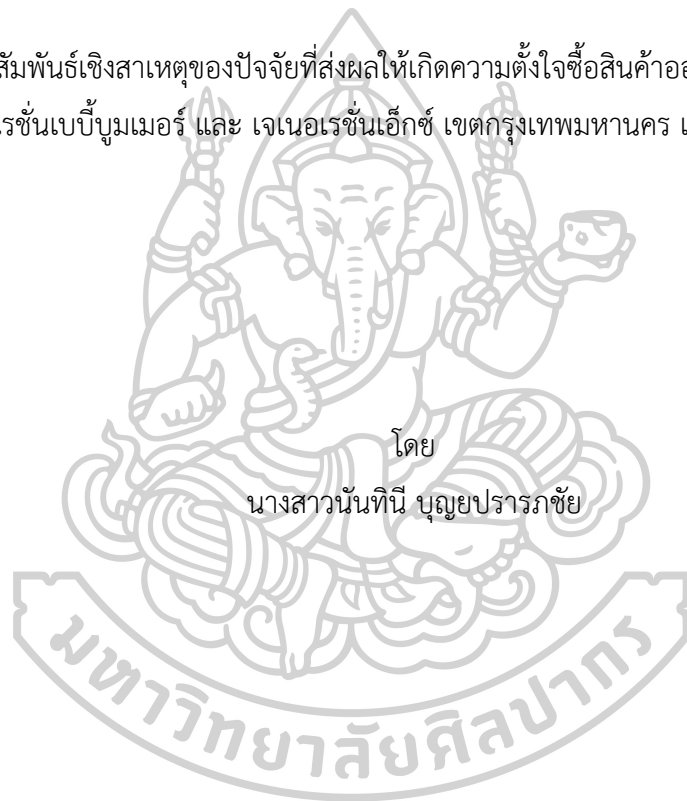 สัมพันธ์เชิงสาเหตุของปัจจัยที่ส่งผลให้เกิดความตั้งใจซื้อสินค้าออ
เรชั่นเบบี้บูมเมอร์ และ เจเนอเรชั่นเอ็กซ์ เขตกรุงเทพมหานคร แ
โดย
นางสาวนันทินี บุญยปรารภชัย
มหาวิทยาลัยศิลปากร